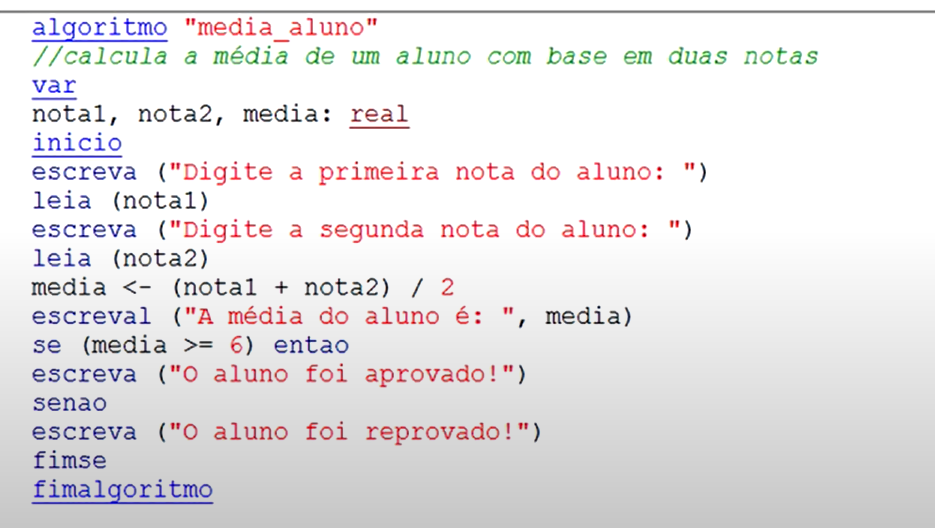 algoritmo "media_aluno"
//calcula a média de um aluno com base em duas notas
var
nota1, nota2, media: real
inicio
escreva ("Digite a primeira nota do aluno: ")
leia (nota1)
escreva ("Digite a segunda nota do aluno: ")
leia (nota2)
media <- (nota1 + nota2) / 2
escreval ("A média do aluno é: ", media)
se (media >= 6) entao
escreva ("O aluno foi aprovado!")
senao
escreva ("O aluno foi reprovado!")
fimse
fimalgoritmo